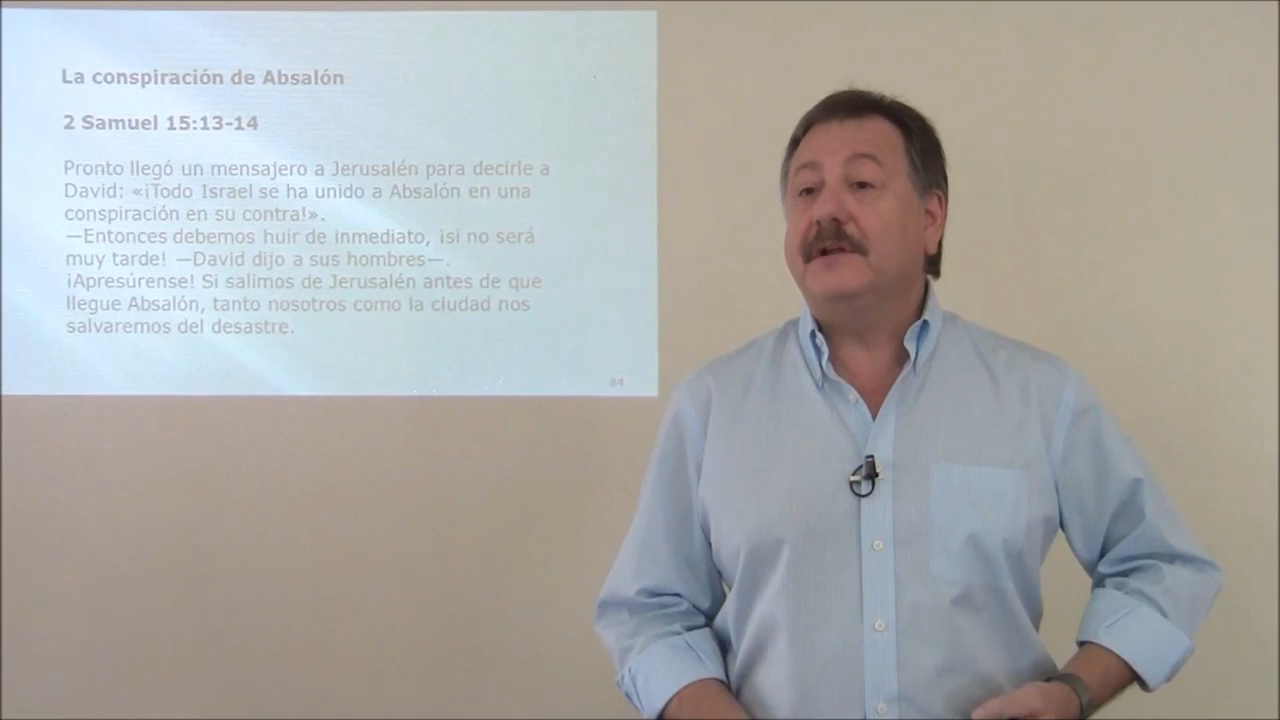 La conspiración de Absalón
2 Samuel 15:13-14
Pronto llegó un mensajero a Jerusalén para decirle a
David: «¡Todo Israel se ha unido a Absalón en una
conspiración en su contra!».
—Entonces debemos huir de inmediato, ¡si no será
muy tarde! —David dijo a sus hombres—.
¡Apresúrense! Si salimos de Jerusalén antes de que
llegue Absalón, tanto nosotros como la ciudad nos
salvaremos del desastre.
84